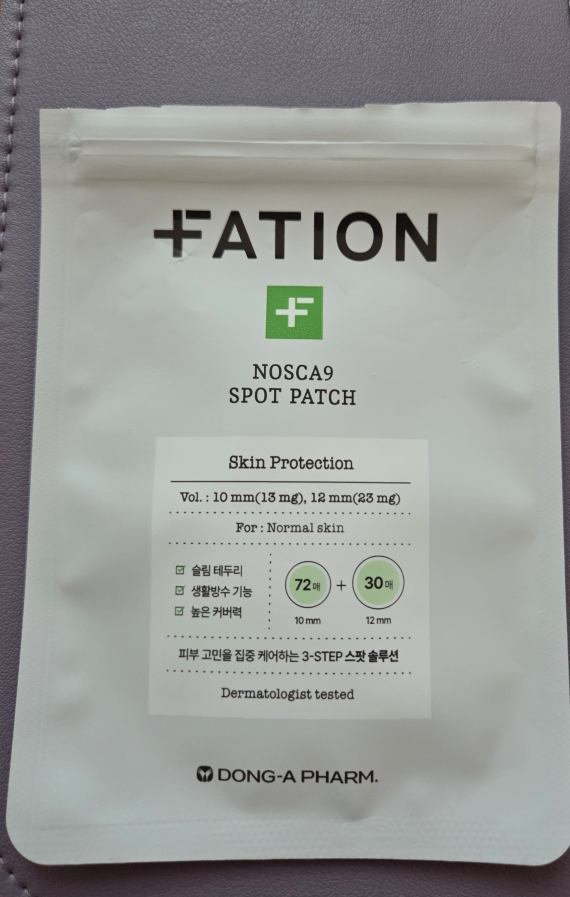 FATION
NOSCA9
SPOT PATCH
Skin Protection
Vol. : 10 mm(13 mg), 12 mm(23 mg)
For : Normal skin
슬림 테두리
생활방수 기능
높은 커버력
72매 + 30매
10 mm 12 mm
피부 고민을 집중 케어하는 3-STEP 스팟 솔루션
Dermatologist tested
DONG-A PHARM.